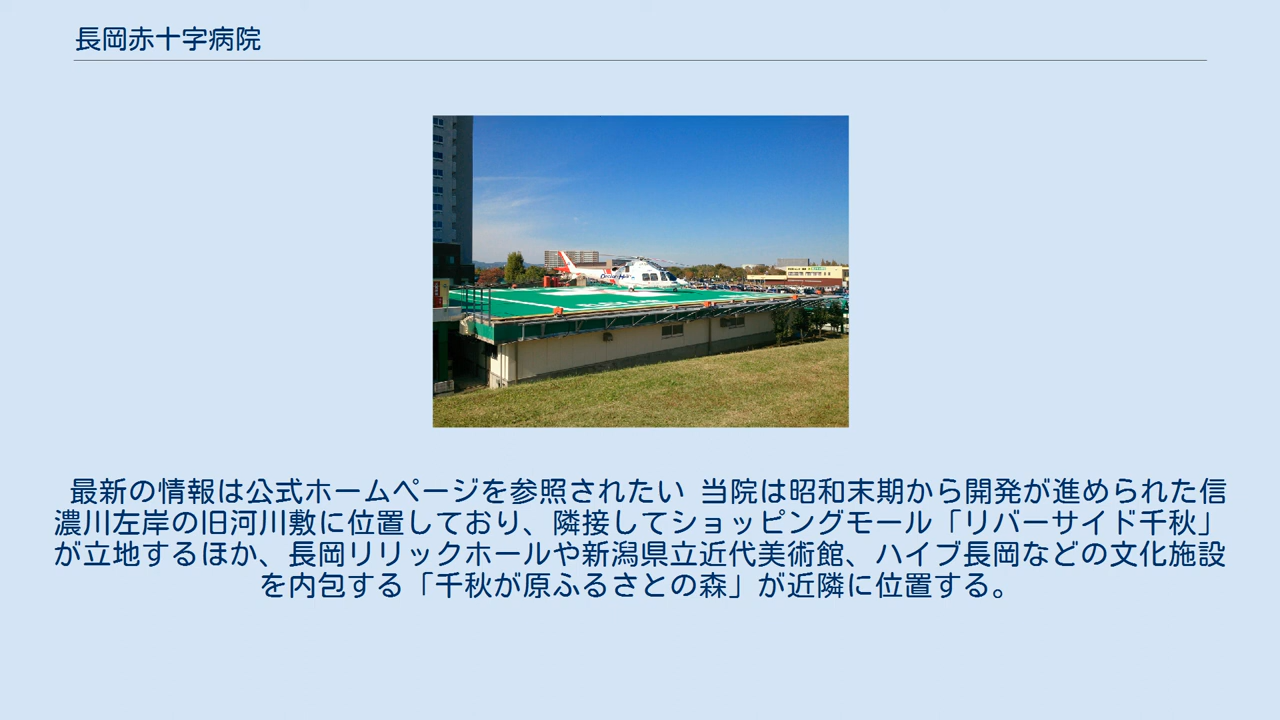 長岡赤十字病院
最新の情報は公式ホームページを参照されたい 当院は昭和末期から開発が進められた信
濃川左岸の旧河川敷に位置しており、隣接してショッピングモール「リバーサイド千秋」
が立地するほか、長岡リリックホールや新潟県立近代美術館、ハイブ長岡などの文化施設
を内包する「千秋が原ふるさとの森」が近隣に位置する。